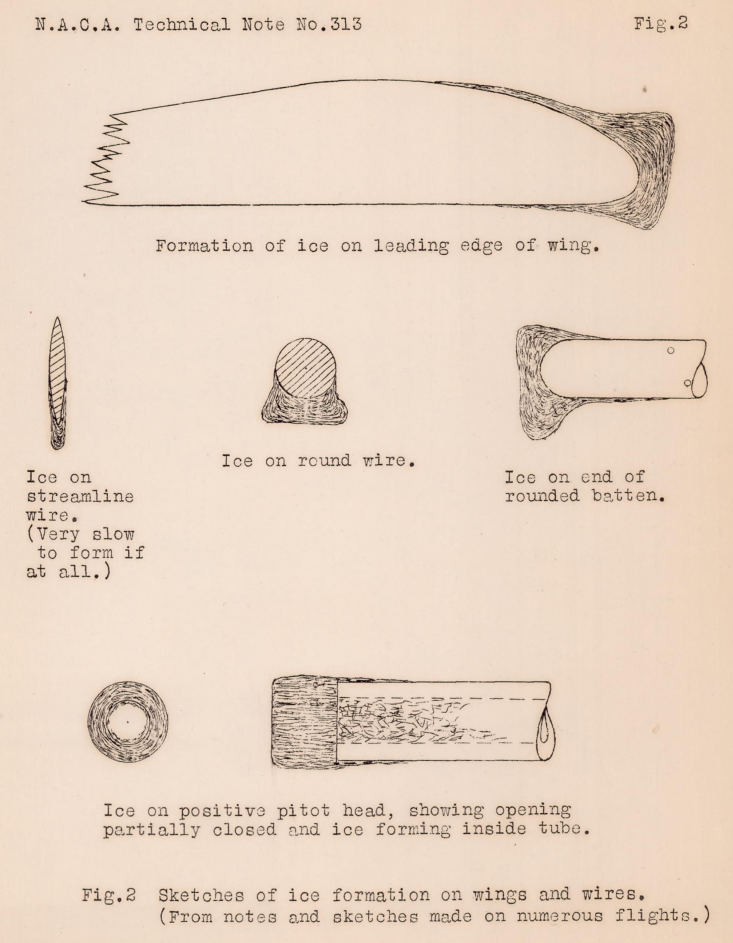 N.A.C.A. Technical Note No.313 Fig.2
Formation of ice on leading edge of wing.
Ice on
streamline
wire.
(Very slow
to form if
at all.)
Ice on round wire.
Ice on end of
rounded batten.
Ice on positive pitot head, showing opening
partially closed and ice forming inside tube.
Fig.2 Sketches of ice formation on wings and wires.
(From notes and sketches made on numerous flights.)